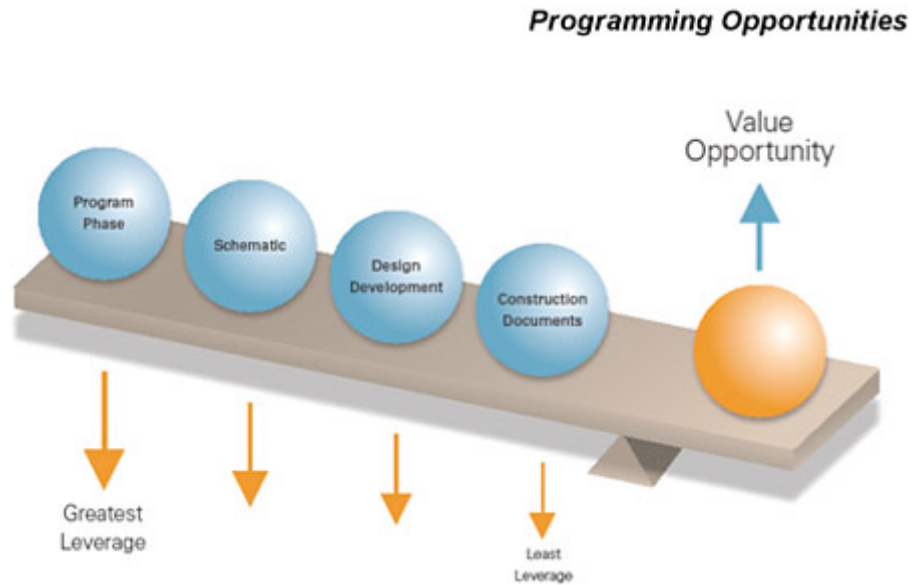 Programming Opportunities
Value
Opportunity
Program
Phase
Schematic
Design
Development
Construction
Documents
Greatest
Leverage
Least
Leverage